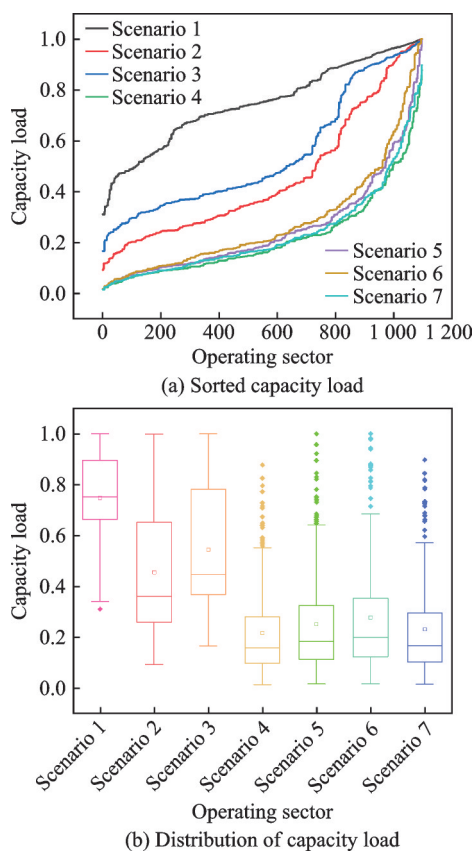 Scenario 1
Scenario 2
Scenario 3
Scenario 4
Scenario 5
Scenario 6
Scenario 7
Capacity load
1.0
0.8
0.6
0.4
0.2
0.0
0 200 400 600 800 1 000 1 200
Operating sector
(a) Sorted capacity load
Capacity load
1.0
0.8
0.6
0.4
0.2
0.0
Scenario 1
Scenario 2
Scenario 3
Scenario 4
Scenario 5
Scenario 6
Scenario 7
Operating sector
(b) Distribution of capacity load